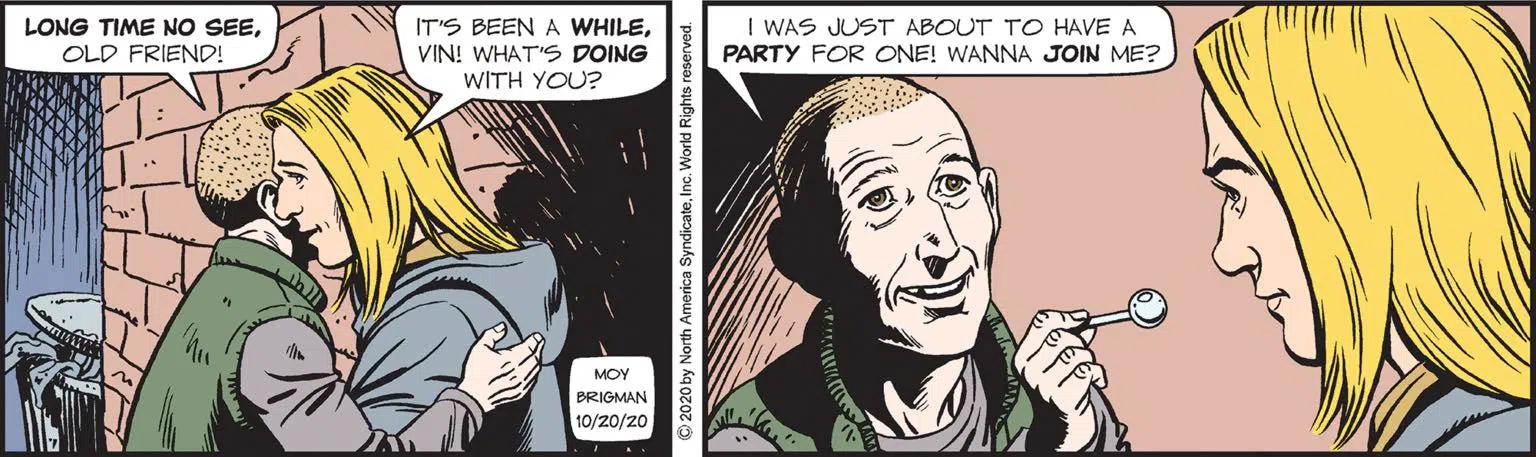 LONG TIME NO SEE,
OLD FRIEND!
IT'S BEEN A WHILE,
VIN! WHAT'S DOING
WITH YOU?
MOY
BRIGMAN
10/20/20
© 2020 by North America Syndicate, Inc. World Rights reserved.
I WAS JUST ABOUT TO HAVE A
PARTY FOR ONE! WANNA JOIN ME?